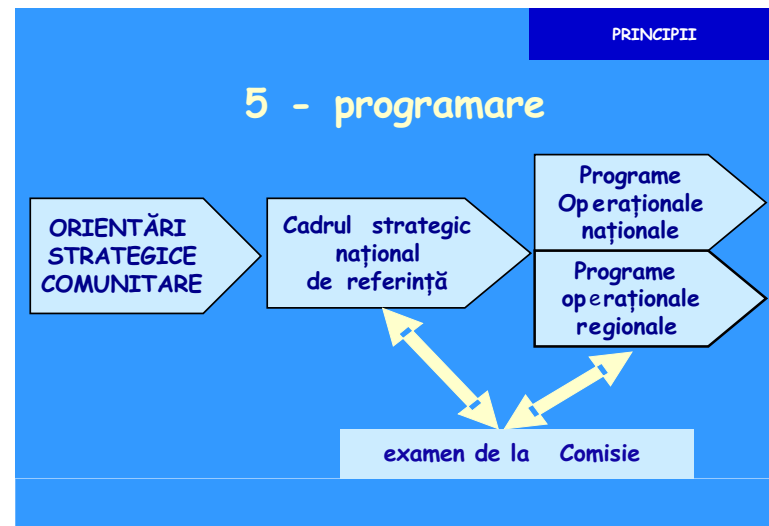 PRINCIPII
5 - programare
ORIENTĂRI
STRATEGICE
COMUNITARE
Cadrul strategic
național
de referință
Programe
Operaționale
naționale
Programe
operaționale
regionale
examen de la Comisie